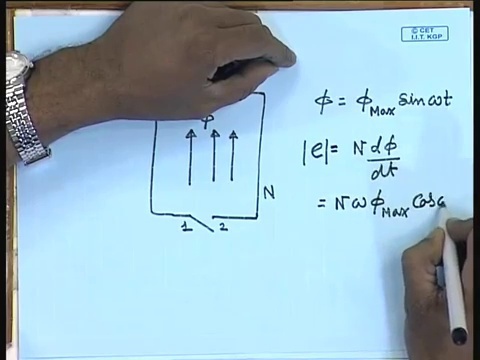 © CET
I.I.T. KGP
φ = φMax sin ωt
φ
|e| = N dφ/dt
N
= N ω φMax Cos
1 2